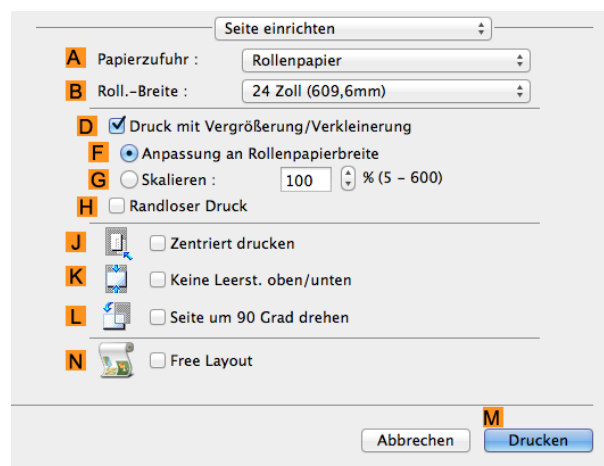 Seite einrichten
A Papierzufuhr : Rollenpapier
B Roll.-Breite : 24 Zoll (609,6mm)
D Druck mit Vergrößerung/Verkleinerung
F Anpassung an Rollenpapierbreite
G Skalieren : 100 % (5 - 600)
H Randloser Druck
J Zentriert drucken
K Keine Leerst. oben/unten
L Seite um 90 Grad drehen
N Free Layout
M
Abbrechen Drucken